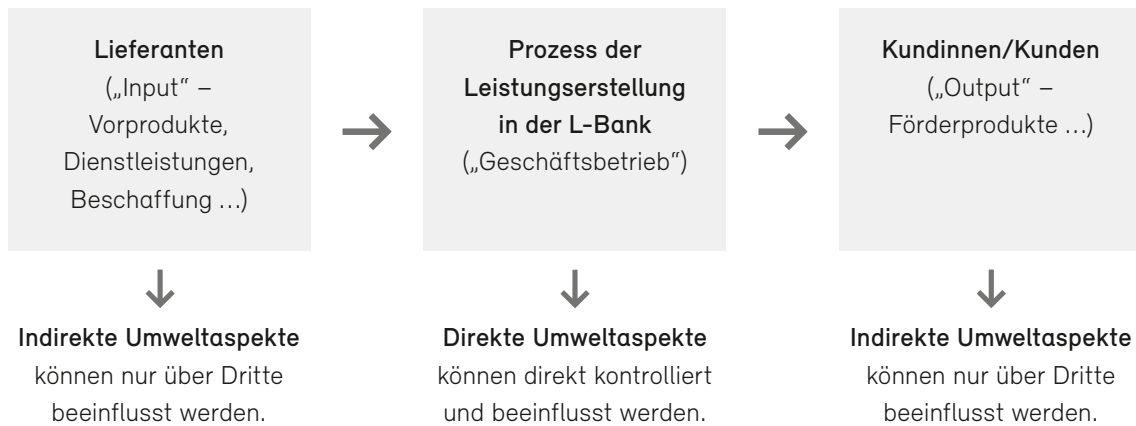 Lieferanten
(„Input“ –
Vorprodukte,
Dienstleistungen,
Beschaffung …)
Prozess der
Leistungserstellung
in der L-Bank
(„Geschäftsbetrieb“)
Kundinnen/Kunden
(„Output“ –
Förderprodukte …)
Indirekte Umweltaspekte
können nur über Dritte
beeinflusst werden.
Direkte Umweltaspekte
können direkt kontrolliert
und beeinflusst werden.
Indirekte Umweltaspekte
können nur über Dritte
beeinflusst werden.